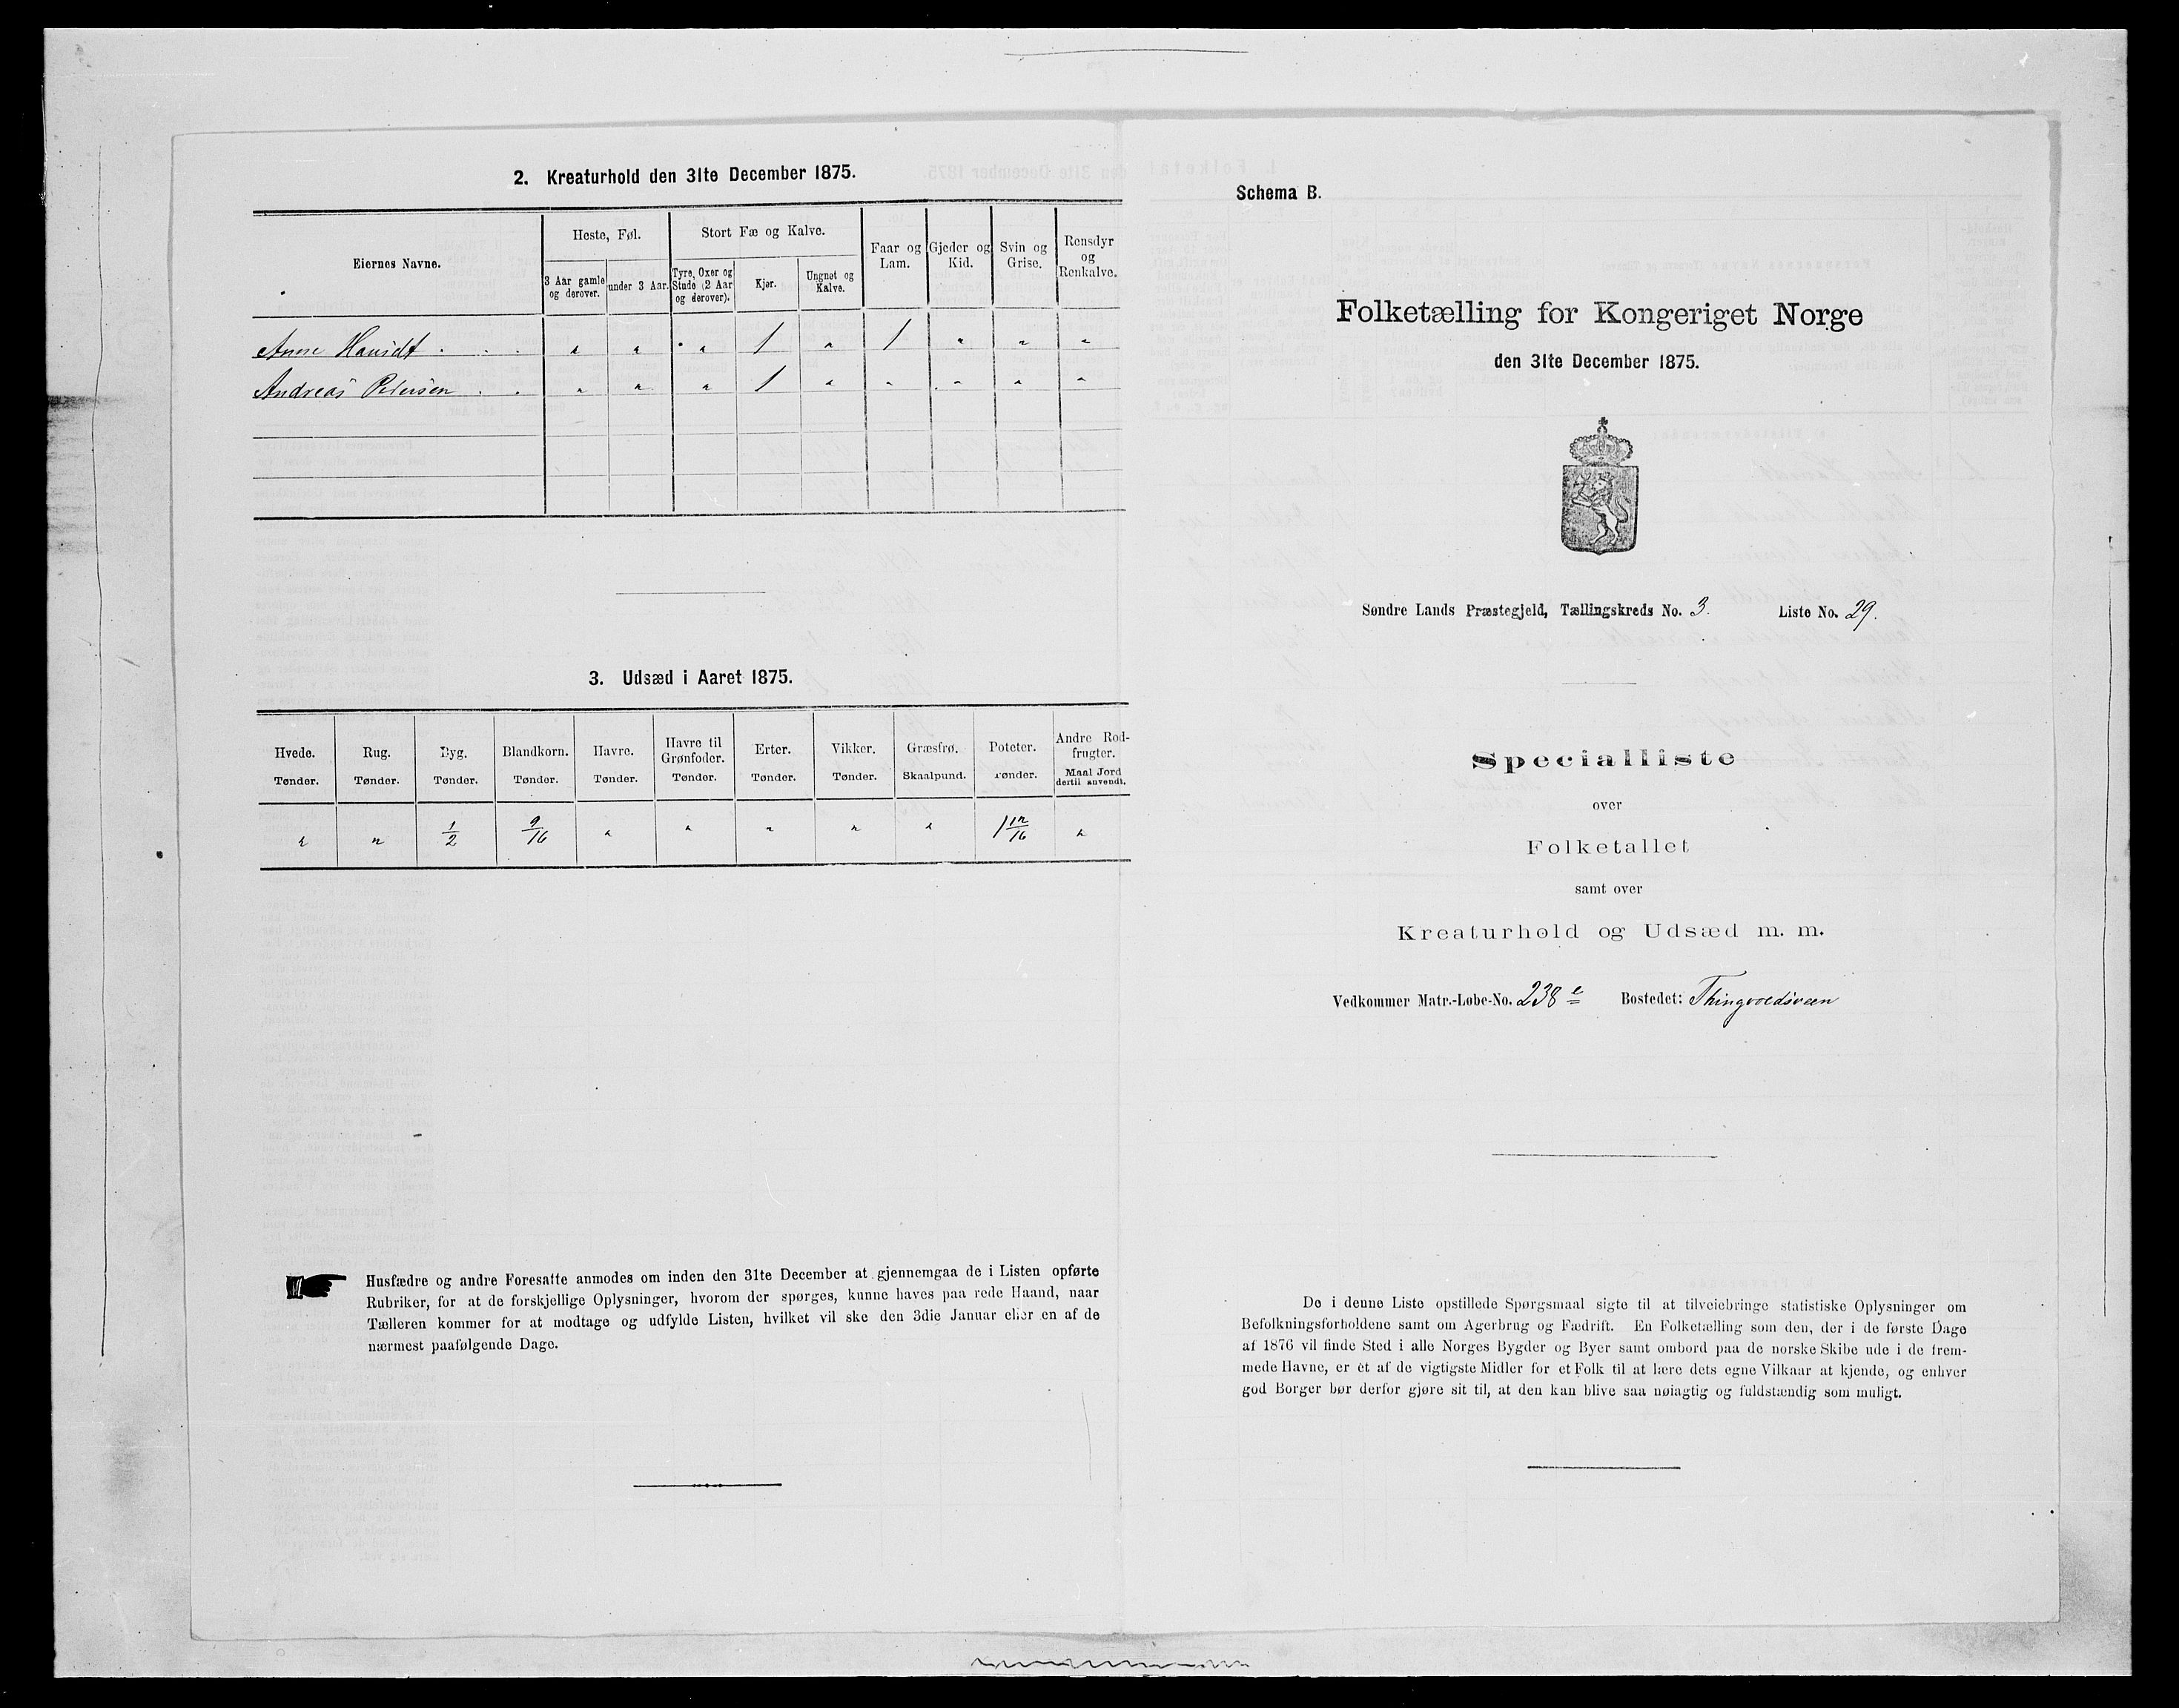 2. Kreaturhold den 31te December 1875.
Eiernes Navne.
Heste, Føl.
Stort Fæ og Kalve.
Faar og Lam.
Gjeder og Kid.
Svin og Grise.
Rensdyr og Renkalve.
3 Aar gamle og derover.
under 3 Aar.
Tyre, Oxer og Stude (2 Aar og derover).
Kjør.
Ungnøt og Kalve.
Anne " " " 1 " 1 " " "
Andreas Petersen " " " 1 " " " " "
3. Udsæd i Aaret 1875.
Hvede. Rug. Byg. Blandkorn. Havre. Havre til Grønfoder. Erter. Vikker. Græsfrø. Poteter. Andre Rodfrugter.
Tønder. Tønder. Tønder. Tønder. Tønder. Tønder. Tønder. Tønder. Skaalpund. Tønder. Maal Jord dertil anvendt.
" " 1/2 9/16 " " " " " 1 12/16 "
Husfædre og andre Foresatte anmodes om inden den 31te December at gjennemgaa de i Listen opførte
Rubriker, for at de forskjellige Oplysninger, hvorom der spørges, kunne haves paa rede Haand, naar
Tælleren kommer for at modtage og udfylde Listen, hvilket vil ske den 3die Januar eller en af de
nærmest paafølgende Dage.
Schema B.
Folketælling for Kongeriget Norge
den 31te December 1875.
Søndre Lands Præstegjeld, Tællingskreds No. 3. Liste No. 29.
Specialliste
over
Folketallet
samt over
Kreaturhold og Udsæd m. m.
Vedkommer Matr.-Løbe-No. 238 e Bostedet: Thingvoldsveen
De i denne Liste opstillede Spørgsmaal sigte til at tilveiebringe statistiske Oplysninger om
Befolkningsforholdene samt om Agerbrug og Fædrift. En Folketælling som den, der i de første Dage
af 1876 vil finde Sted i alle Norges Bygder og Byer samt ombord paa de norske Skibe ude i de frem-
mede Havne, er ét af de vigtigste Midler for et Folk til at lære dets egne Vilkaar at kjende, og enhver
god Borger bør derfor gjøre sit til, at den kan blive saa nøiagtig og fuldstændig som muligt.